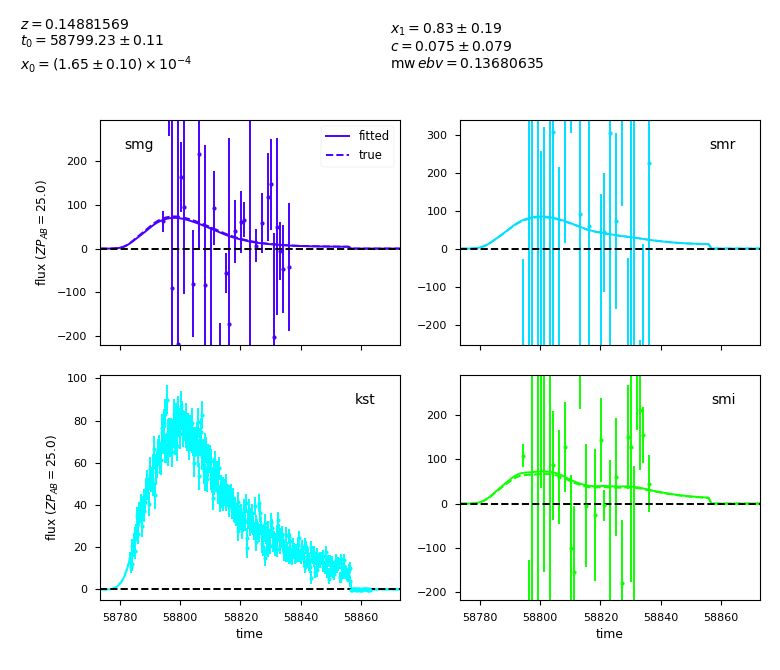 z = 0.14881569
t₀ = 58799.23 ± 0.11
x₀ = (1.65 ± 0.10) × 10⁻⁴
x₁ = 0.83 ± 0.19
c = 0.075 ± 0.079
mw ebv = 0.13680635
smg
fitted
true
flux (ZP_AB = 25.0)
200
100
0
−100
−200
smr
300
200
100
0
−100
−200
kst
flux (ZP_AB = 25.0)
100
80
60
40
20
0
58780 58800 58820 58840 58860
time
smi
200
100
0
−100
−200
58780 58800 58820 58840 58860
time